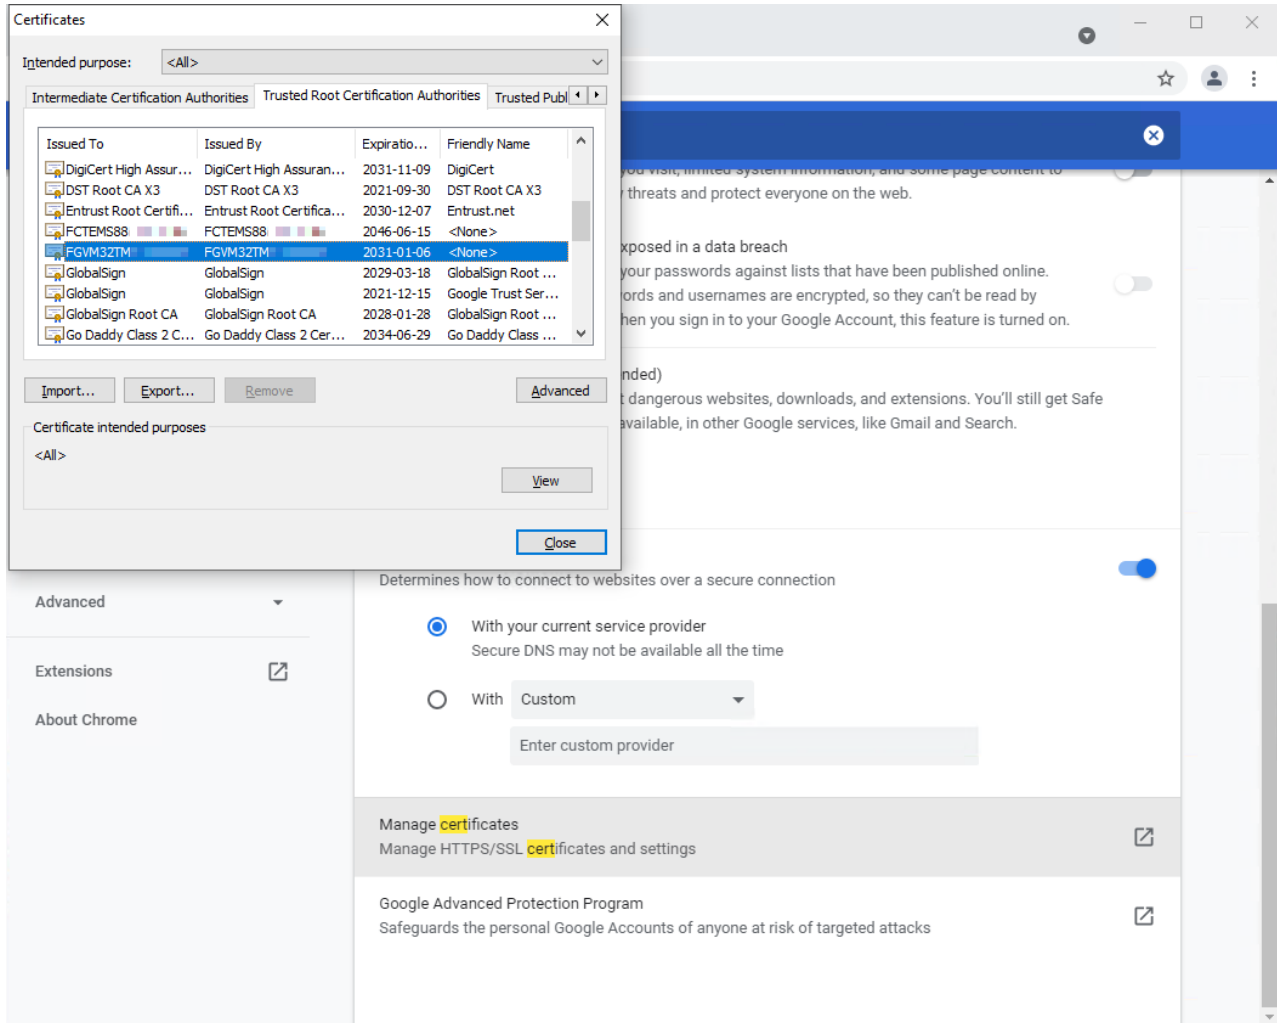 Certificates
Intended purpose: <All>
Intermediate Certification Authorities Trusted Root Certification Authorities Trusted Publ
Issued To Issued By Expiratio... Friendly Name
DigiCert High Assur... DigiCert High Assuran... 2031-11-09 DigiCert
DST Root CA X3 DST Root CA X3 2021-09-30 DST Root CA X3
Entrust Root Certifi... Entrust Root Certifica... 2030-12-07 Entrust.net
FCTEMS88 FCTEMS88 2046-06-15 <None>
FGVM32TM FGVM32TM 2031-01-06 <None>
GlobalSign GlobalSign 2029-03-18 GlobalSign Root ...
GlobalSign GlobalSign 2021-12-15 Google Trust Ser...
GlobalSign Root CA GlobalSign Root CA 2028-01-28 GlobalSign Root ...
Go Daddy Class 2 C... Go Daddy Class 2 Cer... 2034-06-29 Go Daddy Class ...
Import... Export... Remove Advanced
Certificate intended purposes
<All>
View
Close
you visit, limited system information, and some page content to
threats and protect everyone on the web.
xposed in a data breach
your passwords against lists that have been published online.
ords and usernames are encrypted, so they can't be read by
hen you sign in to your Google Account, this feature is turned on.
nded)
t dangerous websites, downloads, and extensions. You'll still get Safe
available, in other Google services, like Gmail and Search.
Determines how to connect to websites over a secure connection
With your current service provider
Secure DNS may not be available all the time
With Custom
Enter custom provider
Advanced
Extensions
About Chrome
Manage certificates
Manage HTTPS/SSL certificates and settings
Google Advanced Protection Program
Safeguards the personal Google Accounts of anyone at risk of targeted attacks